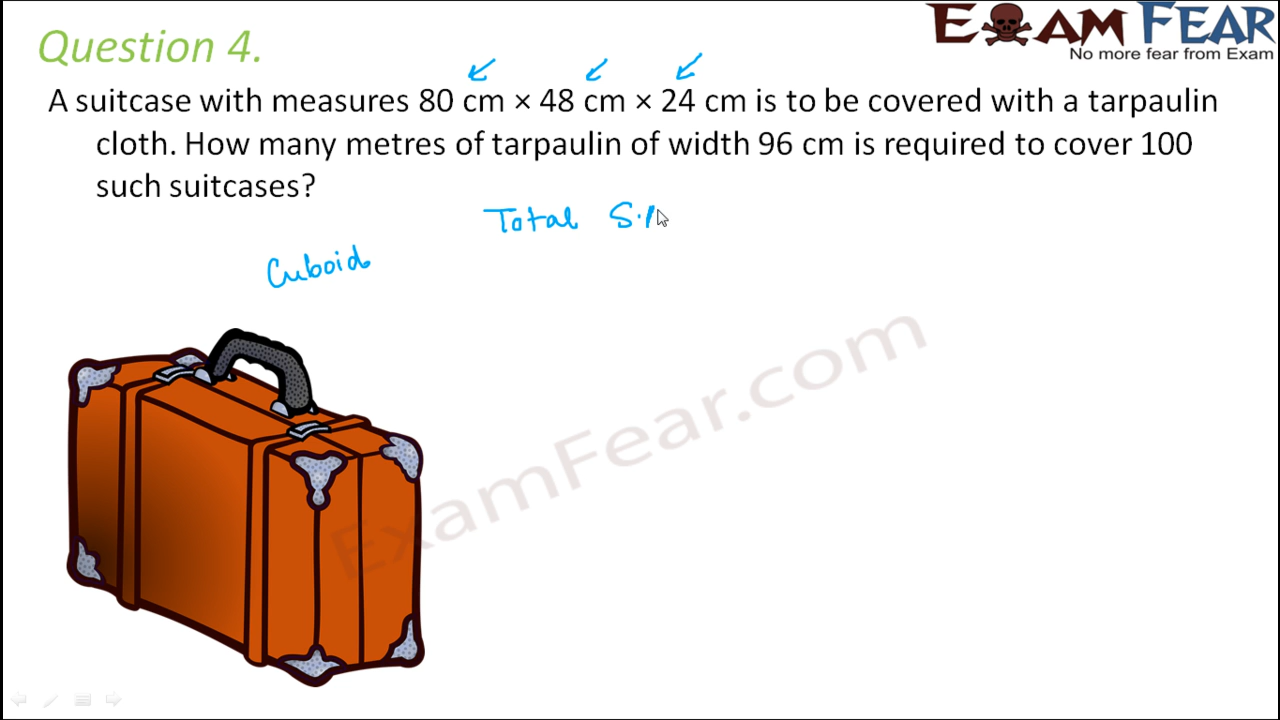 Question 4.
EXAM FEAR
No more fear from Exam
A suitcase with measures 80 cm × 48 cm × 24 cm is to be covered with a tarpaulin
cloth. How many metres of tarpaulin of width 96 cm is required to cover 100
such suitcases?
Total S.
Cuboid
ExamFear.com